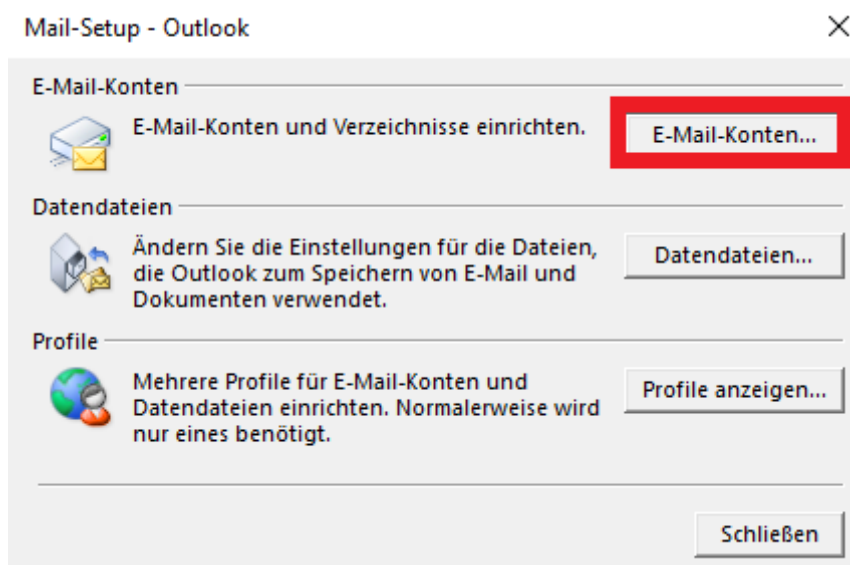 Mail-Setup - Outlook
E-Mail-Konten
E-Mail-Konten und Verzeichnisse einrichten.
E-Mail-Konten...
Datendateien
Ändern Sie die Einstellungen für die Dateien,
die Outlook zum Speichern von E-Mail und
Dokumenten verwendet.
Datendateien...
Profile
Mehrere Profile für E-Mail-Konten und
Datendateien einrichten. Normalerweise wird
nur eines benötigt.
Profile anzeigen...
Schließen